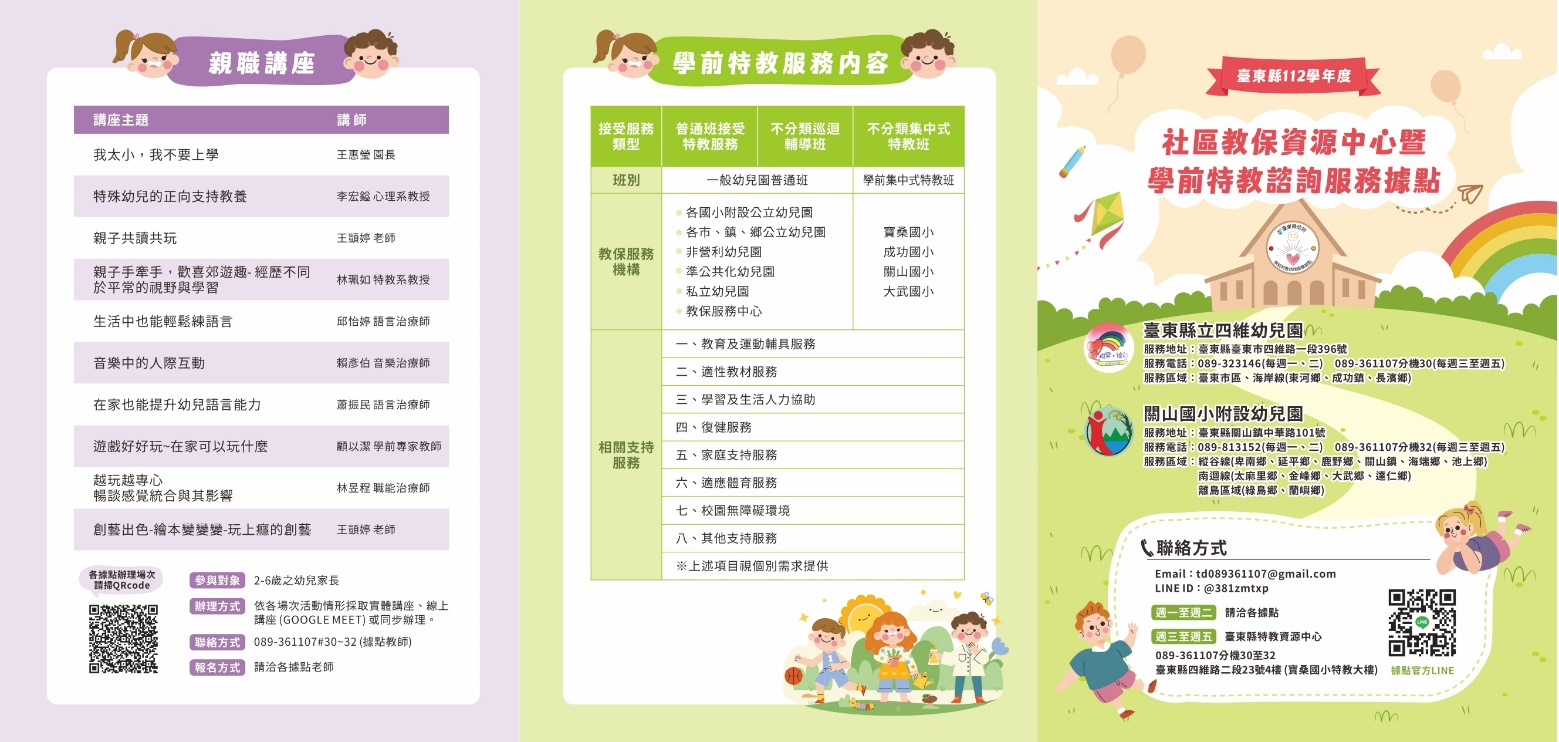 親職講座
講座主題 講師
我太小，我不要上學 王惠瑩 園長
特殊幼兒的正向支持教養 李宏鎰 心理系教授
親子共讀共玩 王顗婷 老師
親子手牽手，歡喜郊遊趣- 經歷不同
於平常的視野與學習 林珮如 特教系教授
生活中也能輕鬆練語言 邱怡婷 語言治療師
音樂中的人際互動 賴彥伯 音樂治療師
在家也能提升幼兒語言能力 蕭振民 語言治療師
遊戲好好玩~在家可以玩什麼 顧以潔 學前專家教師
越玩越專心
暢談感覺統合與其影響 林昱程 職能治療師
創藝出色-繪本變變變-玩上癮的創藝 王顗婷 老師
各據點辦理場次
請掃QRcode
參與對象 2-6歲之幼兒家長
辦理方式 依各場次活動情形採取實體講座、線上
講座 (GOOGLE MEET) 或同步辦理。
聯絡方式 089-361107#30~32 (據點教師)
報名方式 請洽各據點老師
學前特教服務內容
接受服務
類型
普通班接受
特教服務
不分類巡迴
輔導班
不分類集中式
特教班
班別 一般幼兒園普通班 學前集中式特教班
教保服務
機構
各國小附設公立幼兒園
各市、鎮、鄉公立幼兒園
非營利幼兒園
準公共化幼兒園
私立幼兒園
教保服務中心
寶桑國小
成功國小
關山國小
大武國小
相關支持
服務
一、教育及運動輔具服務
二、適性教材服務
三、學習及生活人力協助
四、復健服務
五、家庭支持服務
六、適應體育服務
七、校園無障礙環境
八、其他支持服務
※上述項目視個別需求提供
臺東縣112學年度
社區教保資源中心暨
學前特教諮詢服務據點
臺東縣立四維幼兒園
服務地址：臺東縣臺東市四維路一段396號
服務電話：089-323146(每週一、二) 089-361107分機30(每週三至週五)
服務區域：臺東市區、海岸線(東河鄉、成功鎮、長濱鄉)
關山國小附設幼兒園
服務地址：臺東縣關山鎮中華路101號
服務電話：089-813152(每週一、二) 089-361107分機32(每週三至週五)
服務區域：縱谷線(卑南鄉、延平鄉、鹿野鄉、關山鎮、海端鄉、池上鄉)
南迴線(太麻里鄉、金峰鄉、大武鄉、達仁鄉)
離島區域(綠島鄉、蘭嶼鄉)
聯絡方式
Email：td089361107@gmail.com
LINE ID：@381zmtxp
週一至週二 請洽各據點
週三至週五 臺東縣特教資源中心
089-361107分機30至32
臺東縣四維路二段23號4樓 (寶桑國小特教大樓)
LINE
據點官方LINE